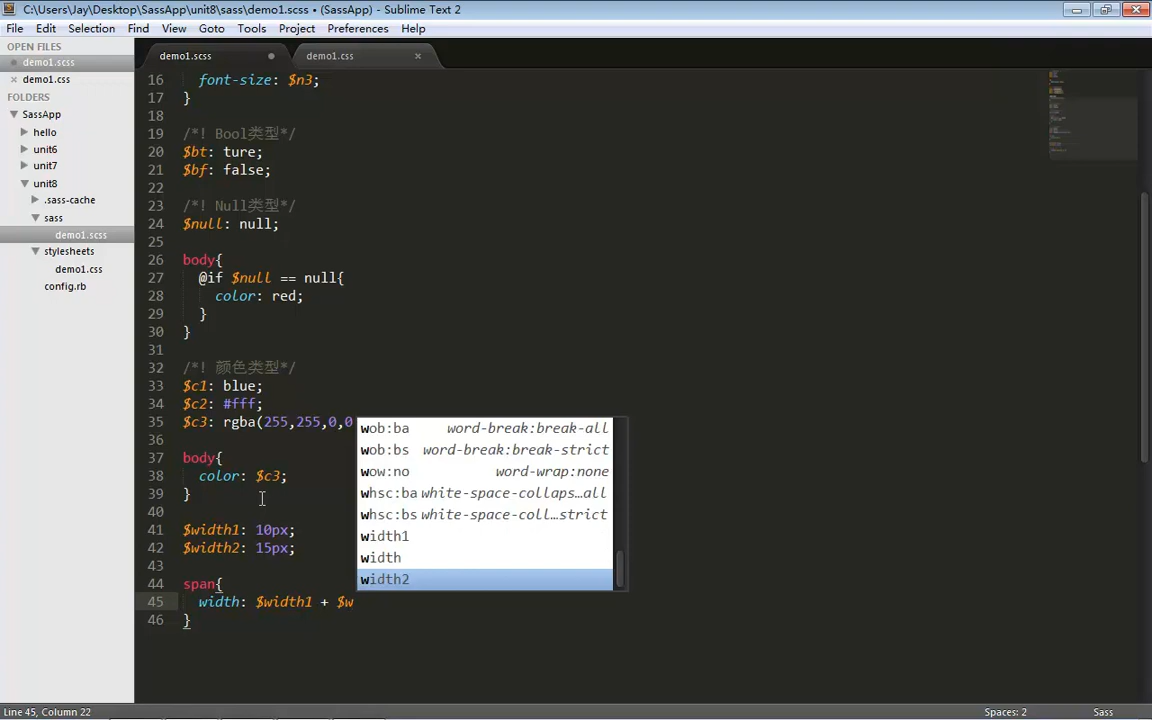 C:\Users\Jay\Desktop\SassApp\unit8\sass\demo1.scss • (SassApp) - Sublime Text 2
File Edit Selection Find View Goto Tools Project Preferences Help
OPEN FILES
demo1.scss
demo1.css
FOLDERS
SassApp
hello
unit6
unit7
unit8
.sass-cache
sass
demo1.scss
stylesheets
demo1.css
config.rb
demo1.scss demo1.css
16 font-size: $n3;
17 }
18
19 /*! Bool类型*/
20 $bt: ture;
21 $bf: false;
22
23 /*! Null类型*/
24 $null: null;
25
26 body{
27 @if $null == null{
28 color: red;
29 }
30 }
31
32 /*! 颜色类型*/
33 $c1: blue;
34 $c2: #fff;
35 $c3: rgba(255,255,0,0
36
37 body{
38 color: $c3;
39 }
40
41 $width1: 10px;
42 $width2: 15px;
43
44 span{
45 width: $width1 + $w
46 }
wob:ba word-break:break-all
wob:bs word-break:break-strict
wow:no word-wrap:none
whsc:ba white-space-collaps…all
whsc:bs white-space-coll…strict
width1
width
width2
Line 45, Column 22 Spaces: 2 Sass